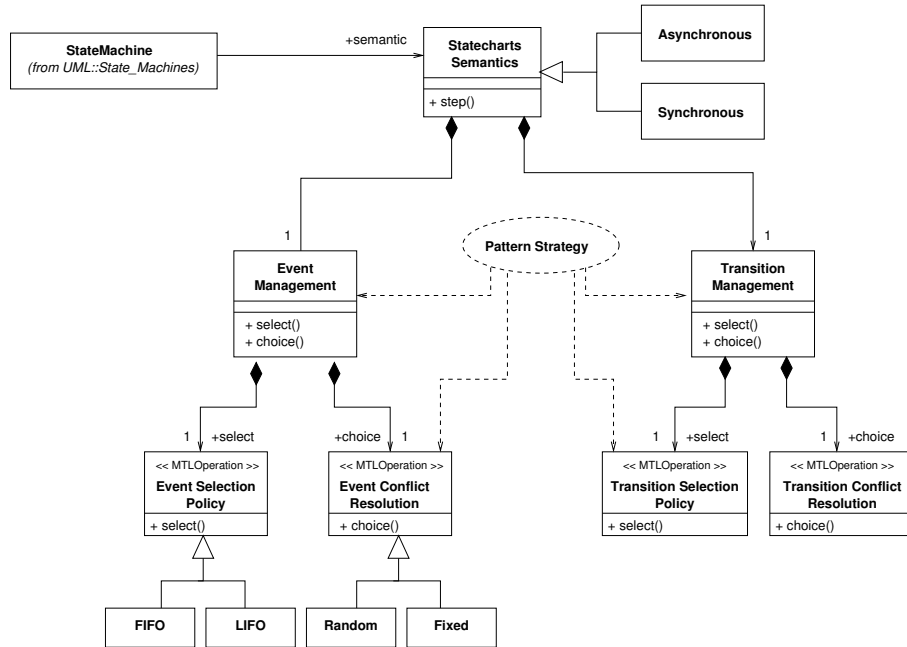 StateMachine
(from UML::State_Machines)
+semantic
Statecharts
Semantics
+ step()
Asynchronous
Synchronous
1
1
Pattern Strategy
Event
Management
+ select()
+ choice()
Transition
Management
+ select()
+ choice()
1 +select
+choice 1
1 +select
1 +choice
<< MTLOperation >>
Event Selection
Policy
+ select()
<< MTLOperation >>
Event Conflict
Resolution
+ choice()
<< MTLOperation >>
Transition Selection
Policy
+ select()
<< MTLOperation >>
Transition Conflict
Resolution
+ choice()
FIFO
LIFO
Random
Fixed